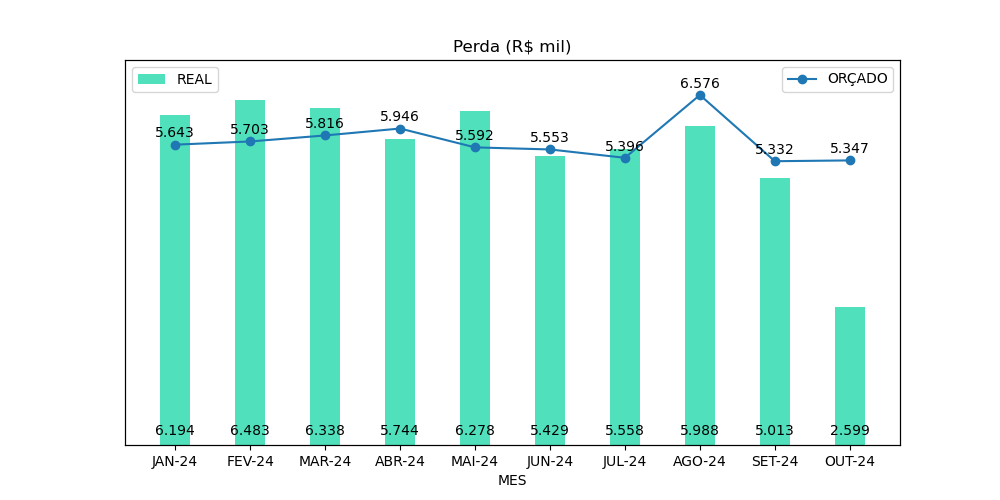 Perda (R$ mil)
REAL
ORÇADO
5.643 5.703 5.816 5.946 5.592 5.553 5.396 6.576 5.332 5.347
6.194 6.483 6.338 5.744 6.278 5.429 5.558 5.988 5.013 2.599
JAN-24 FEV-24 MAR-24 ABR-24 MAI-24 JUN-24 JUL-24 AGO-24 SET-24 OUT-24
MES